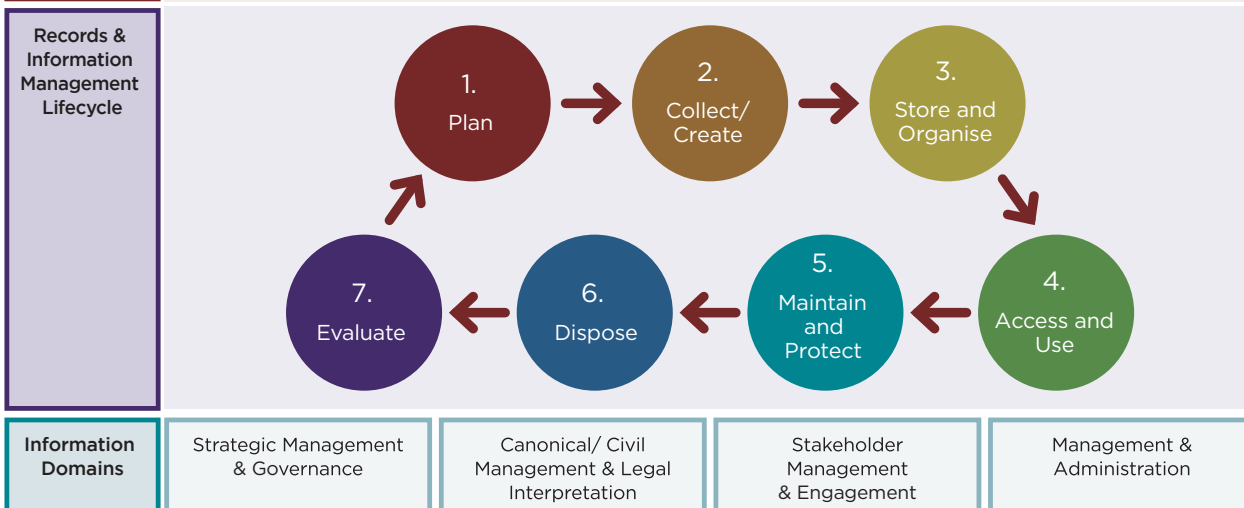 Records &
Information
Management
Lifecycle
1.
Plan
2.
Collect/
Create
3.
Store and
Organise
4.
Access and
Use
5.
Maintain
and
Protect
6.
Dispose
7.
Evaluate
Information
Domains
Strategic Management
& Governance
Canonical/ Civil
Management & Legal
Interpretation
Stakeholder
Management
& Engagement
Management &
Administration